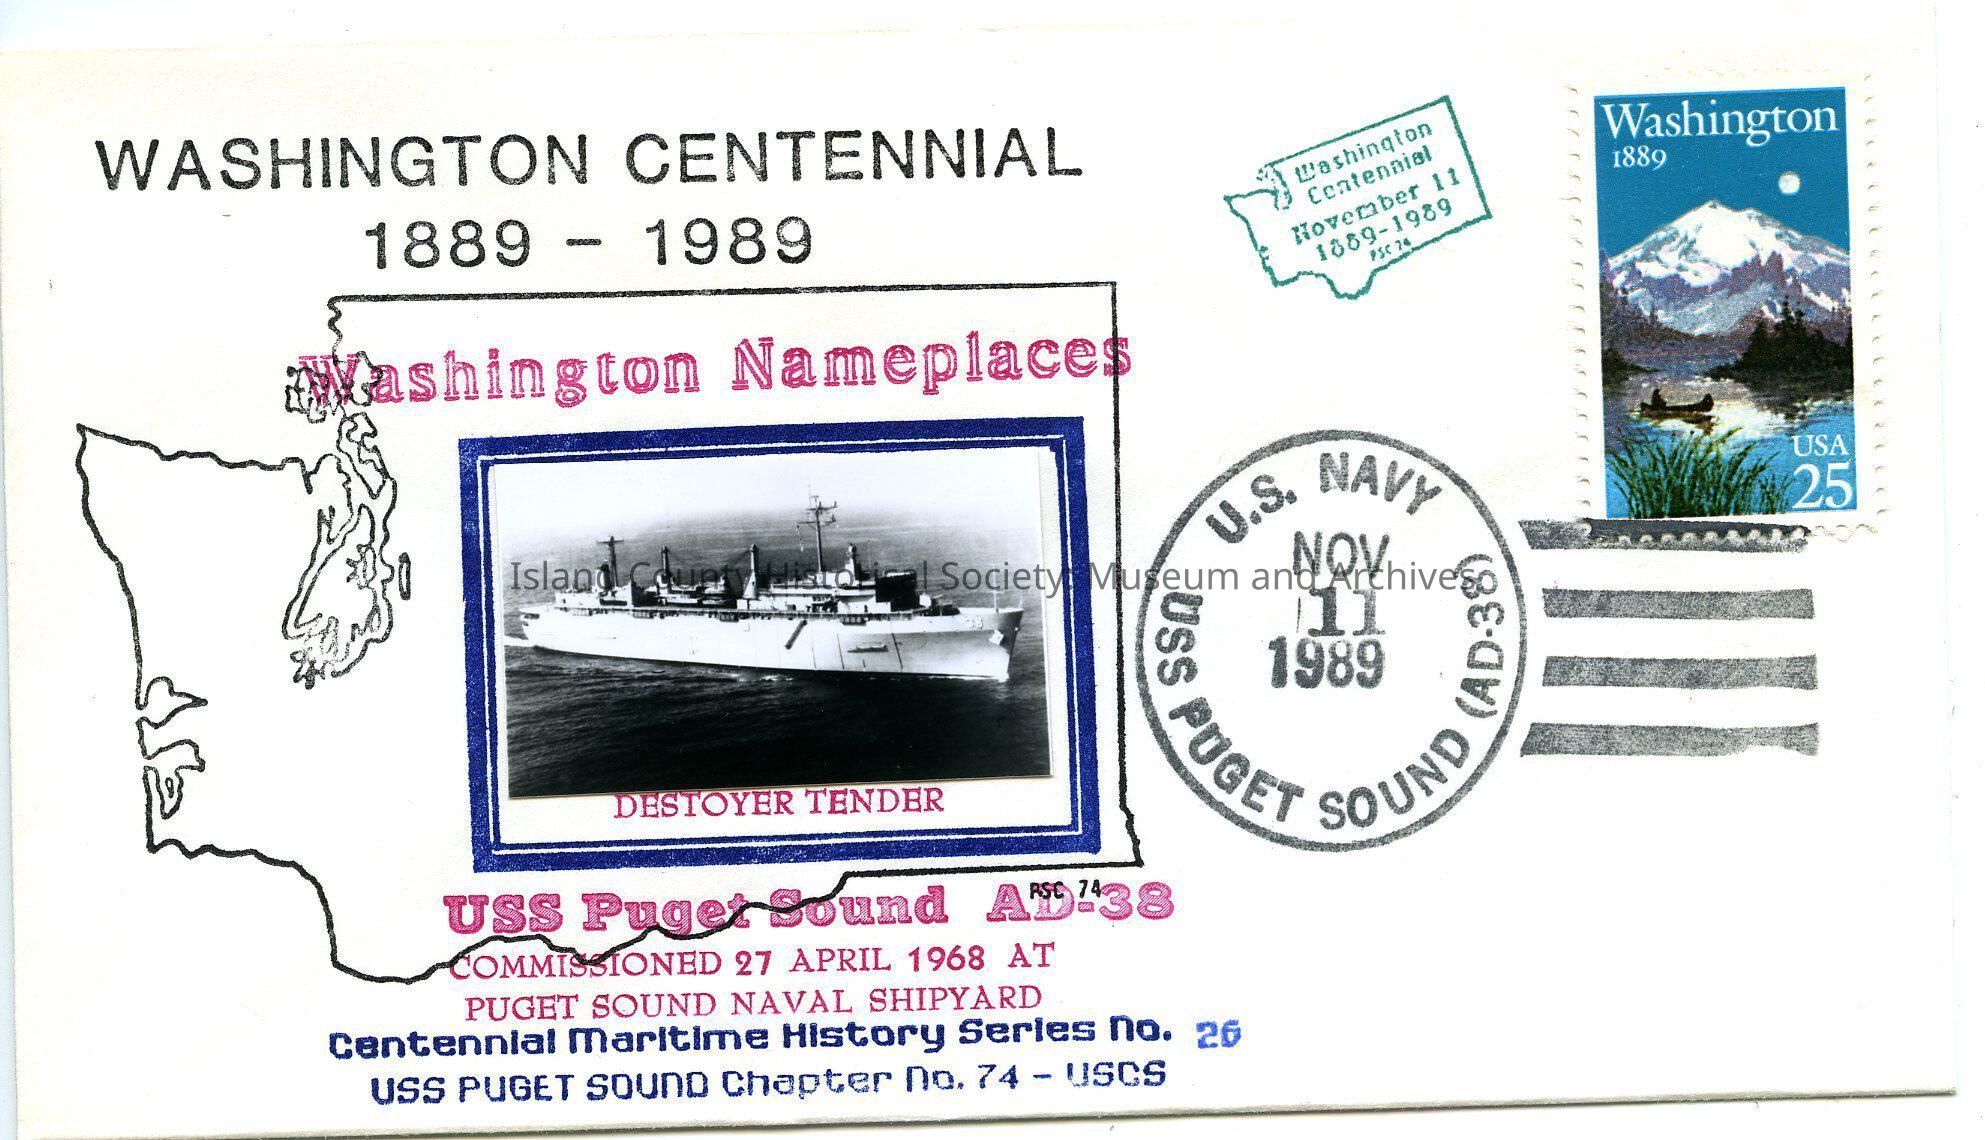 WASHINGTON CENTENNIAL
1889 - 1989
Washington
Centennial
November 11
1889-1989
PSC 74
Washington
1889
USA
25
Washington Nameplaces
38
Island County Historical Society: Museum and Archives
DESTOYER TENDER
U.S. NAVY
NOV
11
1989
USS PUGET SOUND (AD-38)
PSC 74
USS Puget Sound AD-38
COMMISSIONED 27 APRIL 1968 AT
PUGET SOUND NAVAL SHIPYARD
Centennial Maritime History Series No. 26
USS PUGET SOUND Chapter No. 74 - USCS